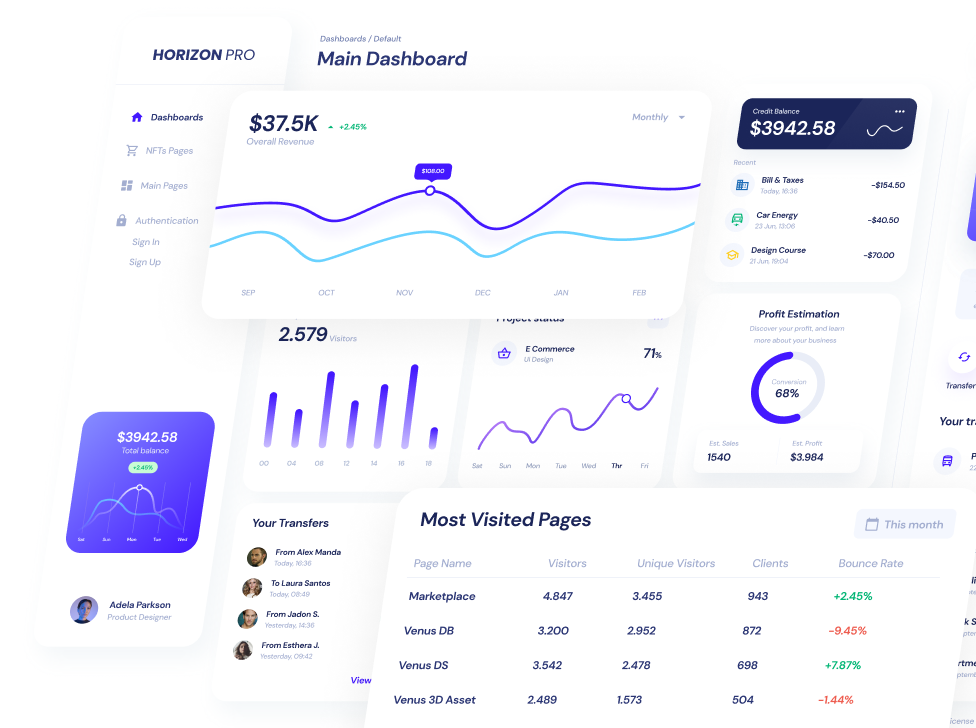 HORIZON PRO
Dashboards / Default
Main Dashboard
Dashboards
NFTs Pages
Main Pages
Authentication
Sign In
Sign Up
$37.5K
+2.45%
Overall Revenue
Monthly
$108.00
SEP OCT NOV DEC JAN FEB
Credit Balance
$3942.58
Recent
Bill & Taxes
Today, 16:36
-$154.50
Car Energy
23 Jun, 13:06
-$40.50
Design Course
21 Jun, 19:04
-$70.00
2.579 Visitors
00 04 08 12 14 16 18
Project status
E Commerce
UI Design
71%
Sat Sun Mon Tue Wed Thr Fri
Profit Estimation
Discover your profit, and learn
more about your business
Conversion
68%
Est. Sales
1540
Est. Profit
$3.984
Transfer
Your tra
$3942.58
Total balance
+2.45%
Sat Sun Mon Tue Wed
Adela Parkson
Product Designer
Your Transfers
From Alex Manda
Today, 16:36
To Laura Santos
Today, 08:49
From Jadon S.
Yesterday, 14:36
From Esthera J.
Yesterday, 09:42
View
Most Visited Pages
This month
Page Name Visitors Unique Visitors Clients Bounce Rate
Marketplace 4.847 3.455 943 +2.45%
Venus DB 3.200 2.952 872 -9.45%
Venus DS 3.542 2.478 698 +7.87%
Venus 3D Asset 2.489 1.573 504 -1.44%